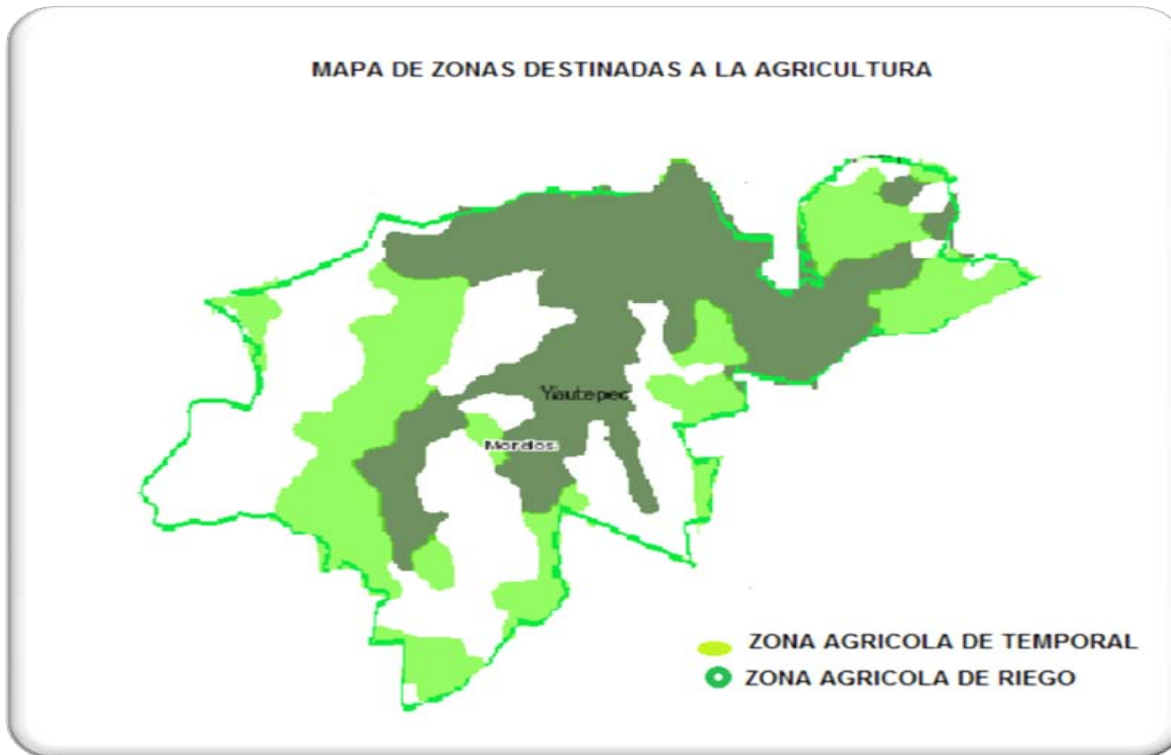 MAPA DE ZONAS DESTINADAS A LA AGRICULTURA
Yautepec
Morelos
ZONA AGRICOLA DE TEMPORAL
ZONA AGRICOLA DE RIEGO